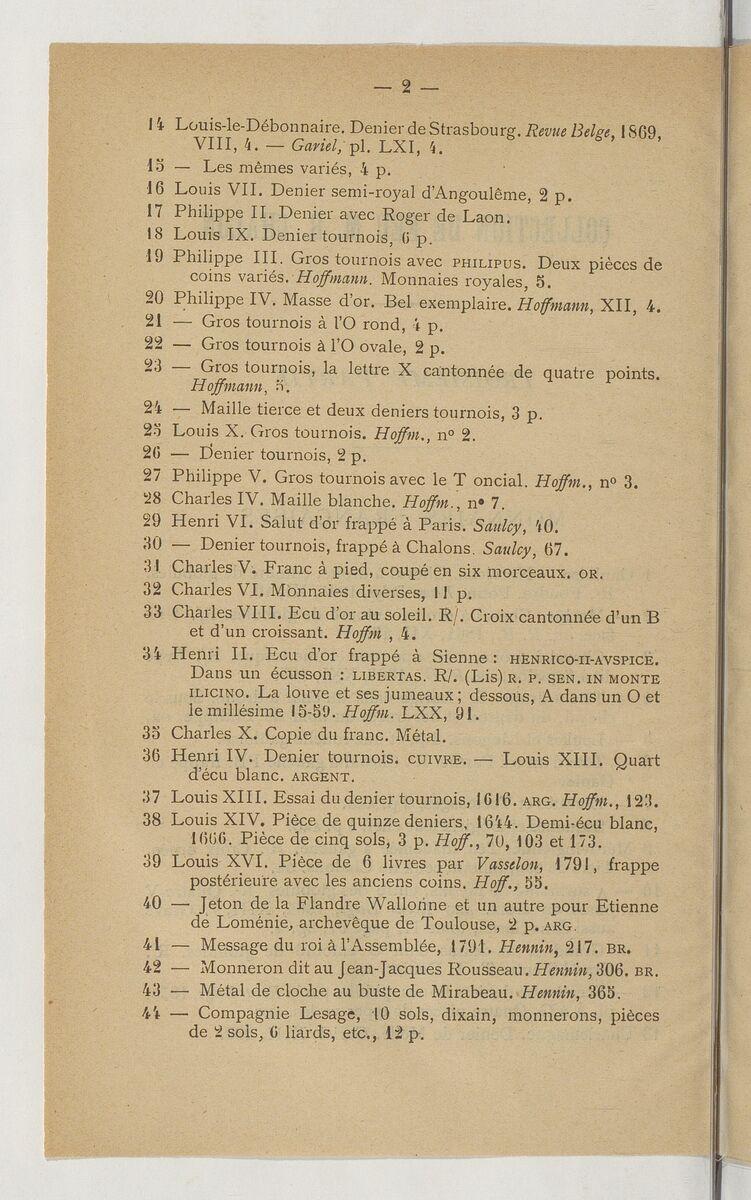 — 2 —
14 Louis-le-Débonnaire. Denier de Strasbourg. Revue Belge, 1869,
VIII, 4. — Gariel, pl. LXI, 4.
15 — Les mêmes variés, 4 p.
16 Louis VII. Denier semi-royal d'Angoulême, 2 p.
17 Philippe II. Denier avec Roger de Laon.
18 Louis IX. Denier tournois, 6 p.
19 Philippe III. Gros tournois avec PHILIPUS. Deux pièces de
coins variés. Hoffmann. Monnaies royales, 5.
20 Philippe IV. Masse d'or. Bel exemplaire. Hoffmann, XII, 4.
21 — Gros tournois à l'O rond, 4 p.
22 — Gros tournois à l'O ovale, 2 p.
23 — Gros tournois, la lettre X cantonnée de quatre points.
Hoffmann, 5.
24 — Maille tierce et deux deniers tournois, 3 p.
25 Louis X. Gros tournois. Hoffm., nº 2.
26 — Denier tournois, 2 p.
27 Philippe V. Gros tournois avec le T oncial. Hoffm., nº 3.
28 Charles IV. Maille blanche. Hoffm., nº 7.
29 Henri VI. Salut d'or frappé à Paris. Saulcy, 40.
30 — Denier tournois, frappé à Chalons. Saulcy, 67.
31 Charles V. Franc à pied, coupé en six morceaux. OR.
32 Charles VI. Monnaies diverses, 11 p.
33 Charles VIII. Ecu d'or au soleil. R/. Croix cantonnée d'un B
et d'un croissant. Hoffm , 4.
34 Henri II. Ecu d'or frappé à Sienne : HENRICO-II-AVSPICE.
Dans un écusson : LIBERTAS. R/. (Lis) R. P. SEN. IN MONTE
ILICINO. La louve et ses jumeaux ; dessous, A dans un O et
le millésime 15-59. Hoffm. LXX, 91.
35 Charles X. Copie du franc. Métal.
36 Henri IV. Denier tournois. CUIVRE. — Louis XIII. Quart
d'écu blanc. ARGENT.
37 Louis XIII. Essai du denier tournois, 1616. ARG. Hoffm., 123.
38 Louis XIV. Pièce de quinze deniers, 1644. Demi-écu blanc,
1666. Pièce de cinq sols, 3 p. Hoff., 70, 103 et 173.
39 Louis XVI. Pièce de 6 livres par Vasselon, 1791, frappe
postérieure avec les anciens coins. Hoff., 55.
40 — Jeton de la Flandre Wallonne et un autre pour Etienne
de Loménie, archevêque de Toulouse, 2 p. ARG.
41 — Message du roi à l'Assemblée, 1791. Hennin, 217. BR.
42 — Monneron dit au Jean-Jacques Rousseau. Hennin, 306. BR.
43 — Métal de cloche au buste de Mirabeau. Hennin, 365.
44 — Compagnie Lesage, 10 sols, dixain, monnerons, pièces
de 2 sols, 6 liards, etc., 12 p.